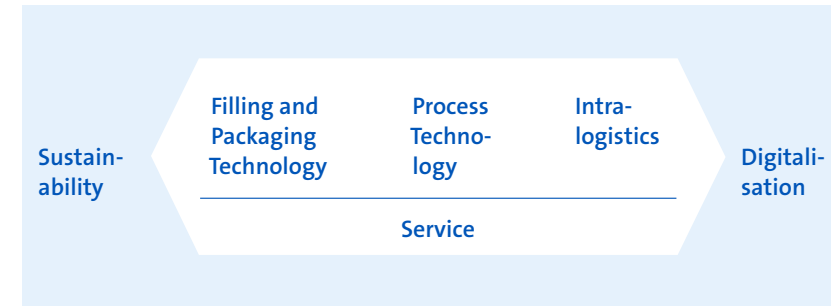 Sustain-
ability
Filling and
Packaging
Technology
Process
Techno-
logy
Intra-
logistics
Service
Digitali-
sation